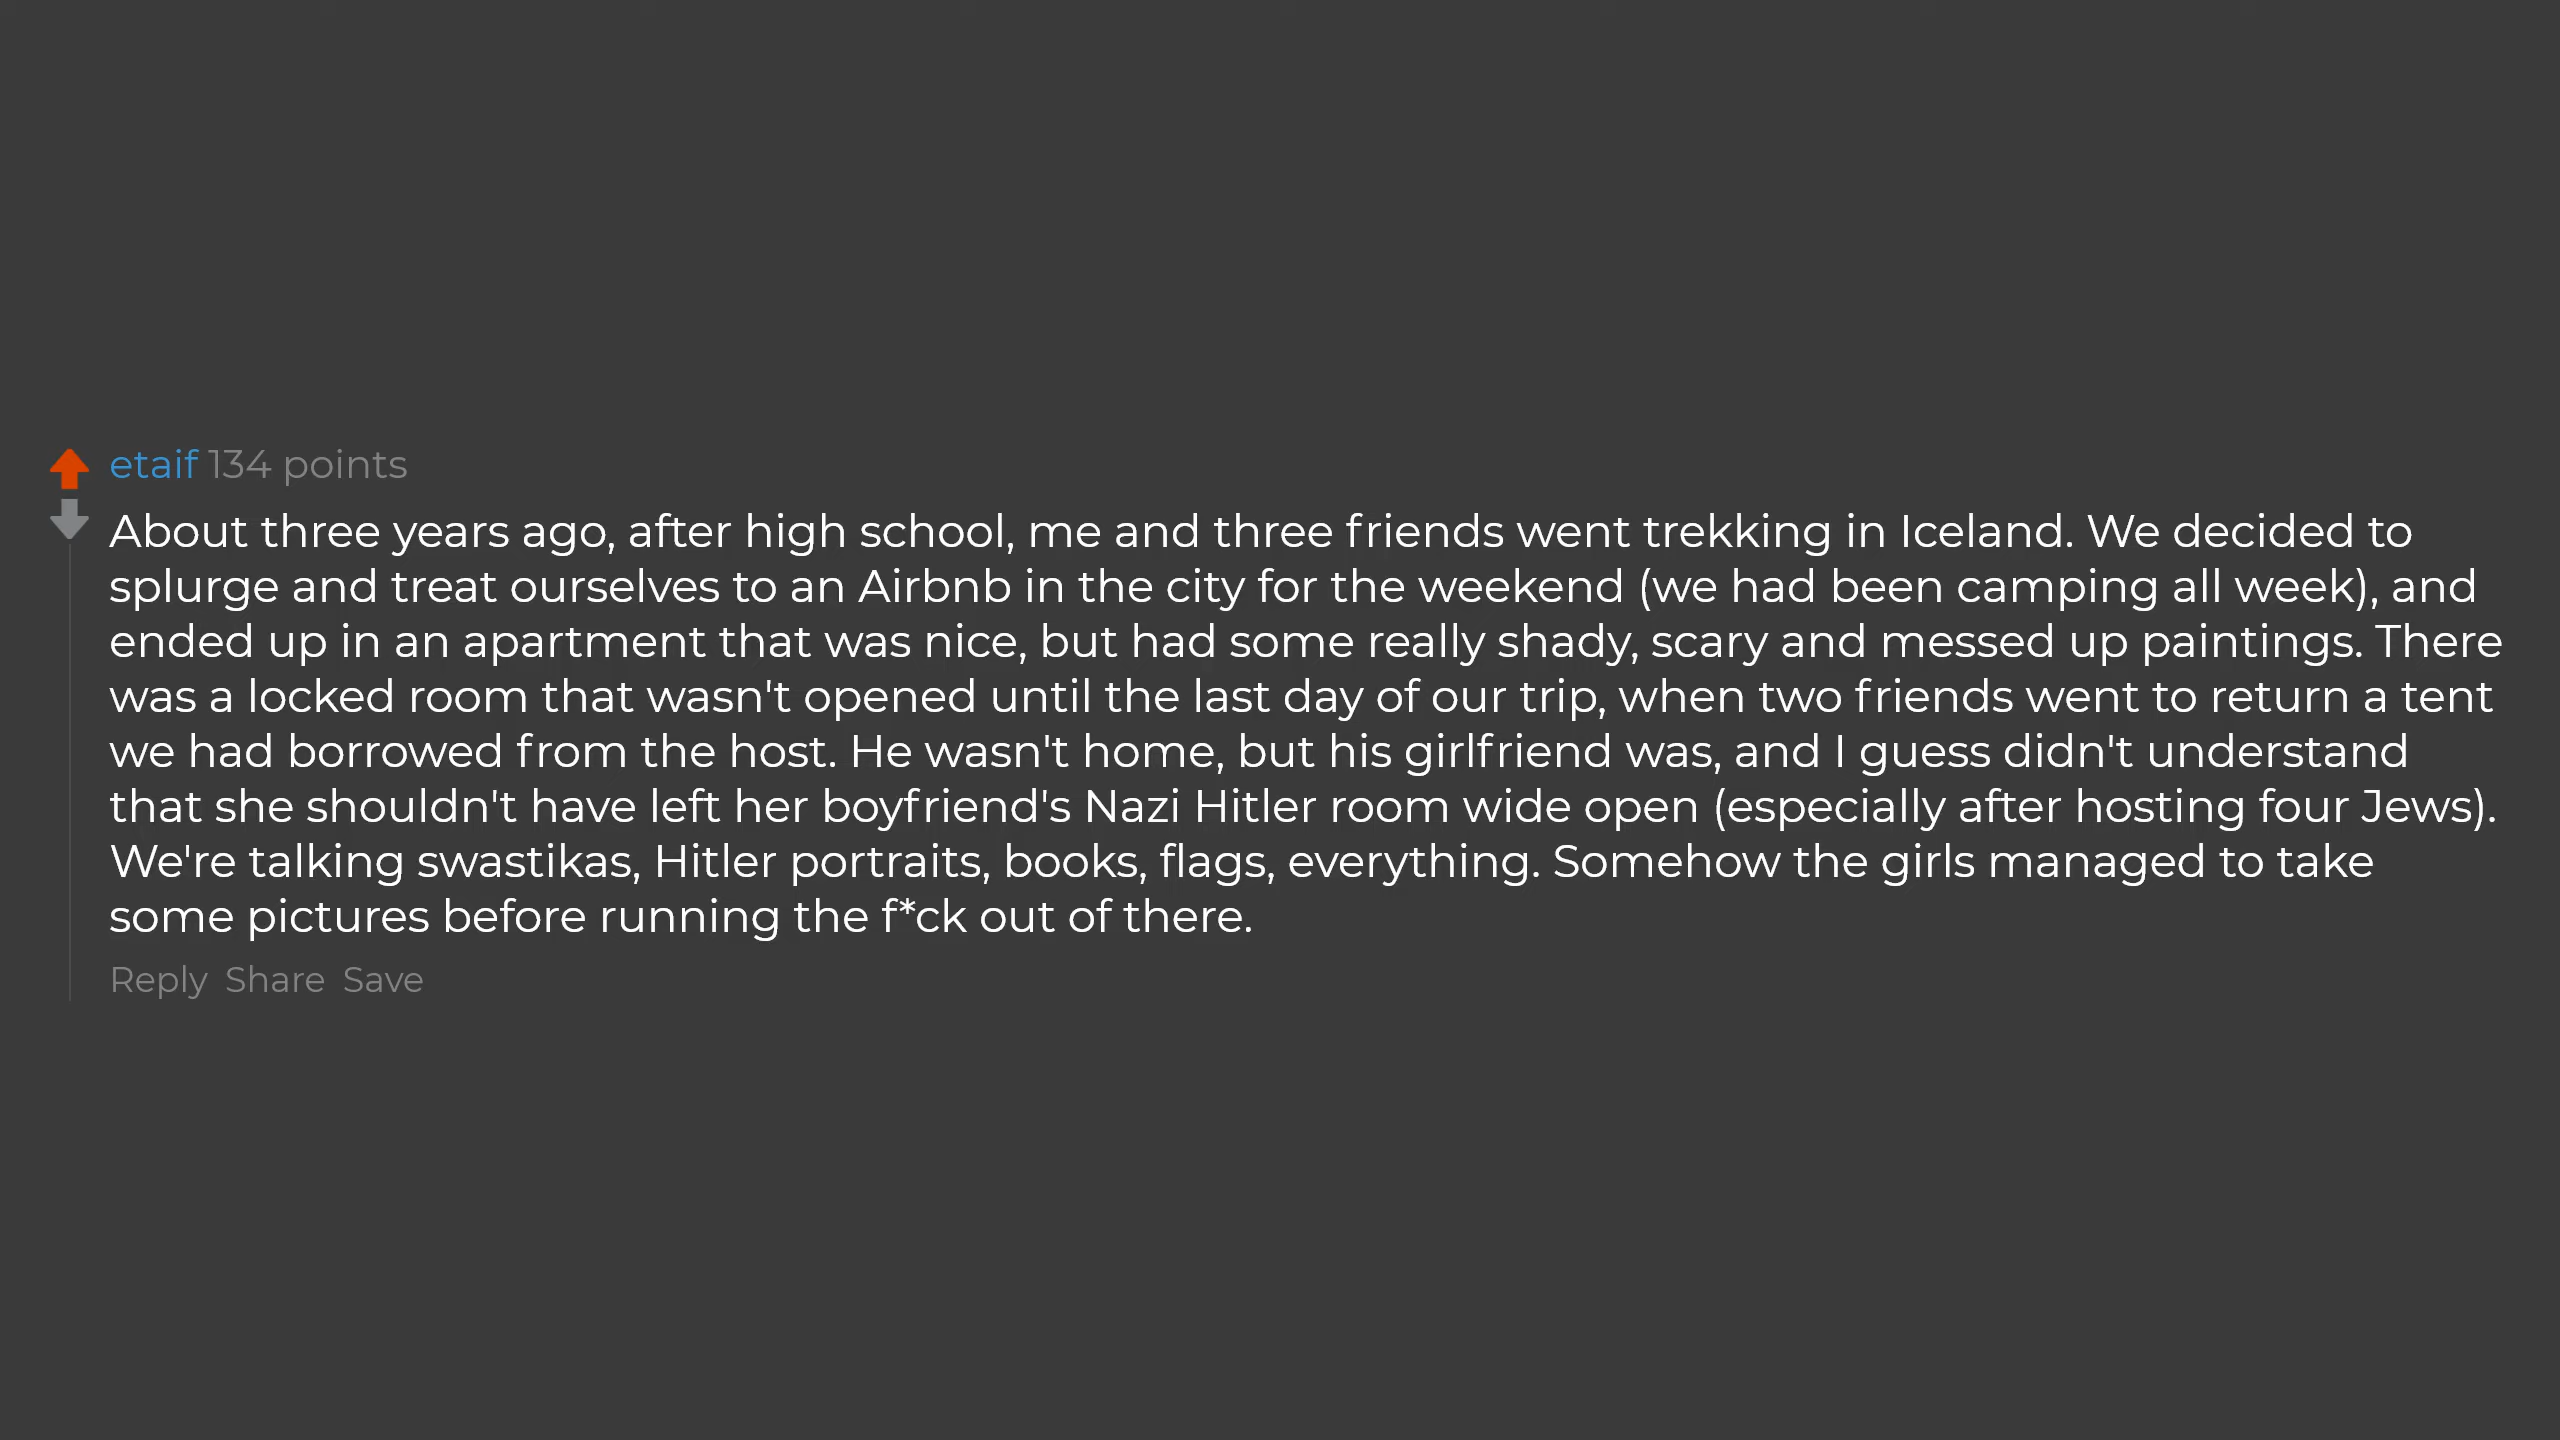 etaif 134 points
About three years ago, after high school, me and three friends went trekking in Iceland. We decided to
splurge and treat ourselves to an Airbnb in the city for the weekend (we had been camping all week), and
ended up in an apartment that was nice, but had some really shady, scary and messed up paintings. There
was a locked room that wasn't opened until the last day of our trip, when two friends went to return a tent
we had borrowed from the host. He wasn't home, but his girlfriend was, and I guess didn't understand
that she shouldn't have left her boyfriend's Nazi Hitler room wide open (especially after hosting four Jews).
We're talking swastikas, Hitler portraits, books, flags, everything. Somehow the girls managed to take
some pictures before running the f*ck out of there.
Reply Share Save